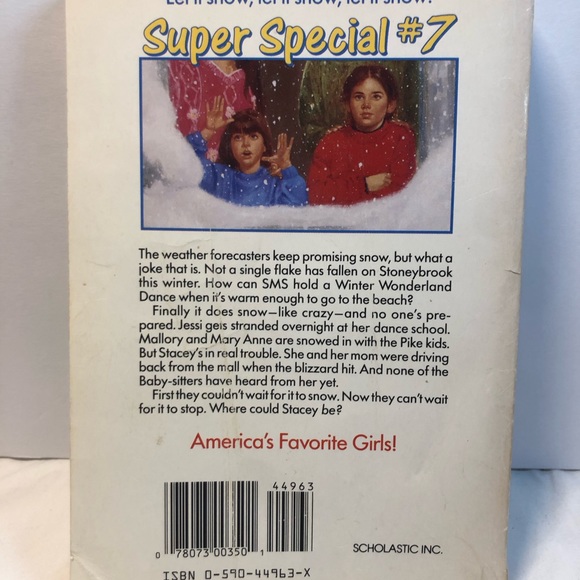 Let it snow, let it snow, let it snow!
Super Special #7
The weather forecasters keep promising snow, but what a
joke that is. Not a single flake has fallen on Stoneybrook
this winter. How can SMS hold a Winter Wonderland
Dance when it's warm enough to go to the beach?
Finally it does snow—like crazy—and no one's pre-
pared. Jessi gets stranded overnight at her dance school.
Mallory and Mary Anne are snowed in with the Pike kids.
But Stacey's in real trouble. She and her mom were driving
back from the mall when the blizzard hit. And none of the
Baby-sitters have heard from her yet.
First they couldn't wait for it to snow. Now they can't wait
for it to stop. Where could Stacey be?
America's Favorite Girls!
44963
0 78073 00350 1
SCHOLASTIC INC.
ISBN 0-590-44963-X